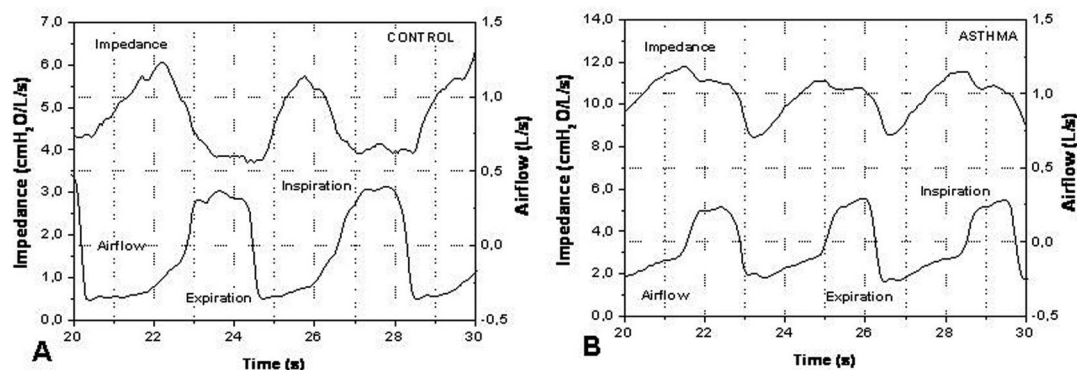 7,0
6,0
5,0
4,0
3,0
2,0
1,0
0,0
Impedance (cmH₂O/L/s)
Impedance
CONTROL
Inspiration
Airflow
Expiration
1,5
1,0
0,5
0,0
-0,5
Airflow (L/s)
20 22 24 26 28 30
Time (s)
A
14,0
12,0
10,0
8,0
6,0
4,0
2,0
0,0
Impedance (cmH₂O/L/s)
Impedance
ASTHMA
Inspiration
Airflow
Expiration
1,5
1,0
0,5
0,0
-0,5
Airflow (L/s)
20 22 24 26 28 30
Time (s)
B